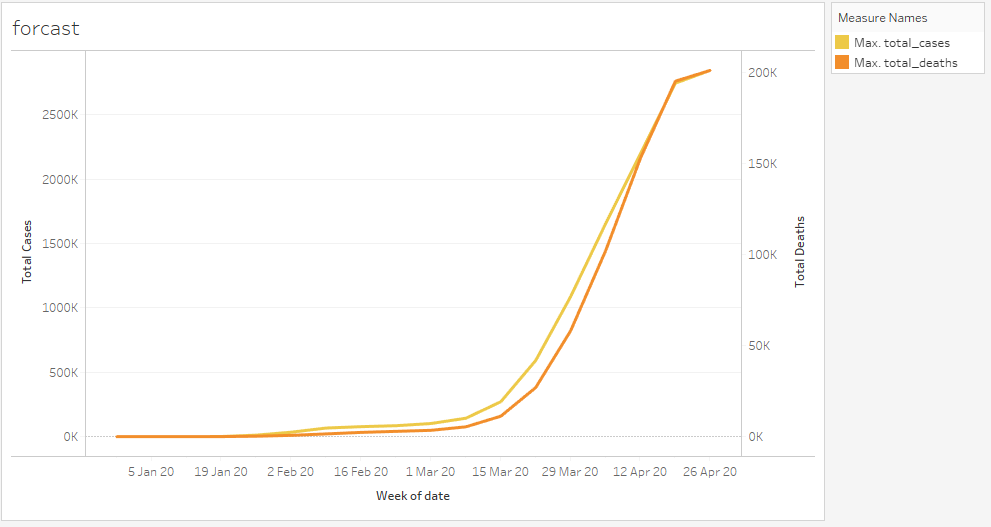 forcast
Measure Names
Max. total_cases
Max. total_deaths
Total Cases
2500K
2000K
1500K
1000K
500K
0K
200K
150K
100K
50K
0K
Total Deaths
5 Jan 20 19 Jan 20 2 Feb 20 16 Feb 20 1 Mar 20 15 Mar 20 29 Mar 20 12 Apr 20 26 Apr 20
Week of date